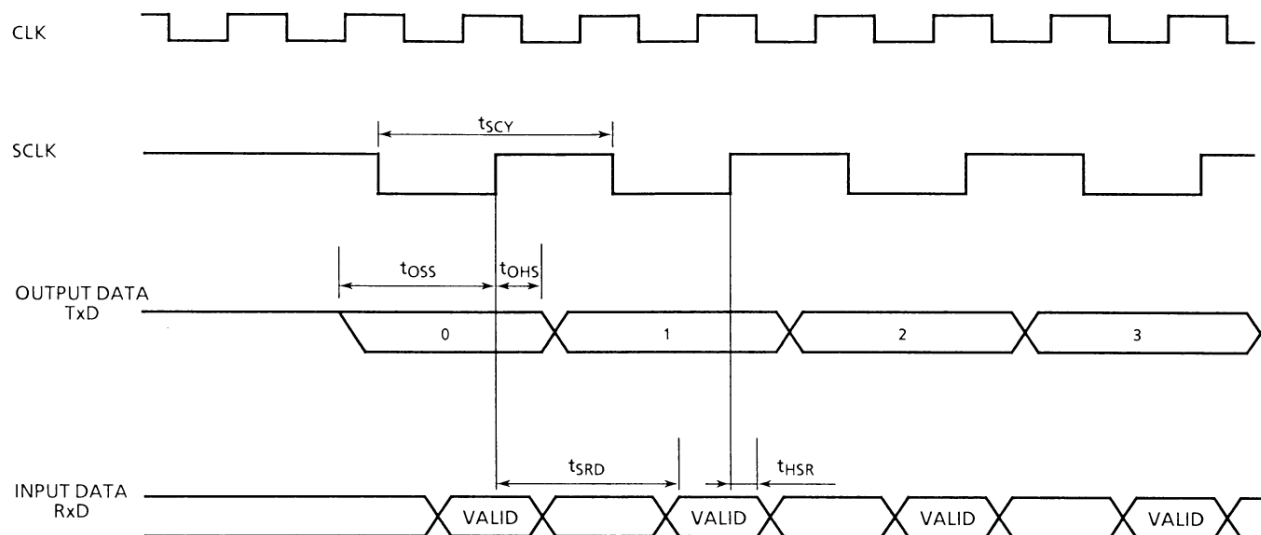 CLK
tSCY
SCLK
tOSS
tOHS
OUTPUT DATA
TxD
0
1
2
3
tSRD
tHSR
INPUT DATA
RxD
VALID
VALID
VALID
VALID